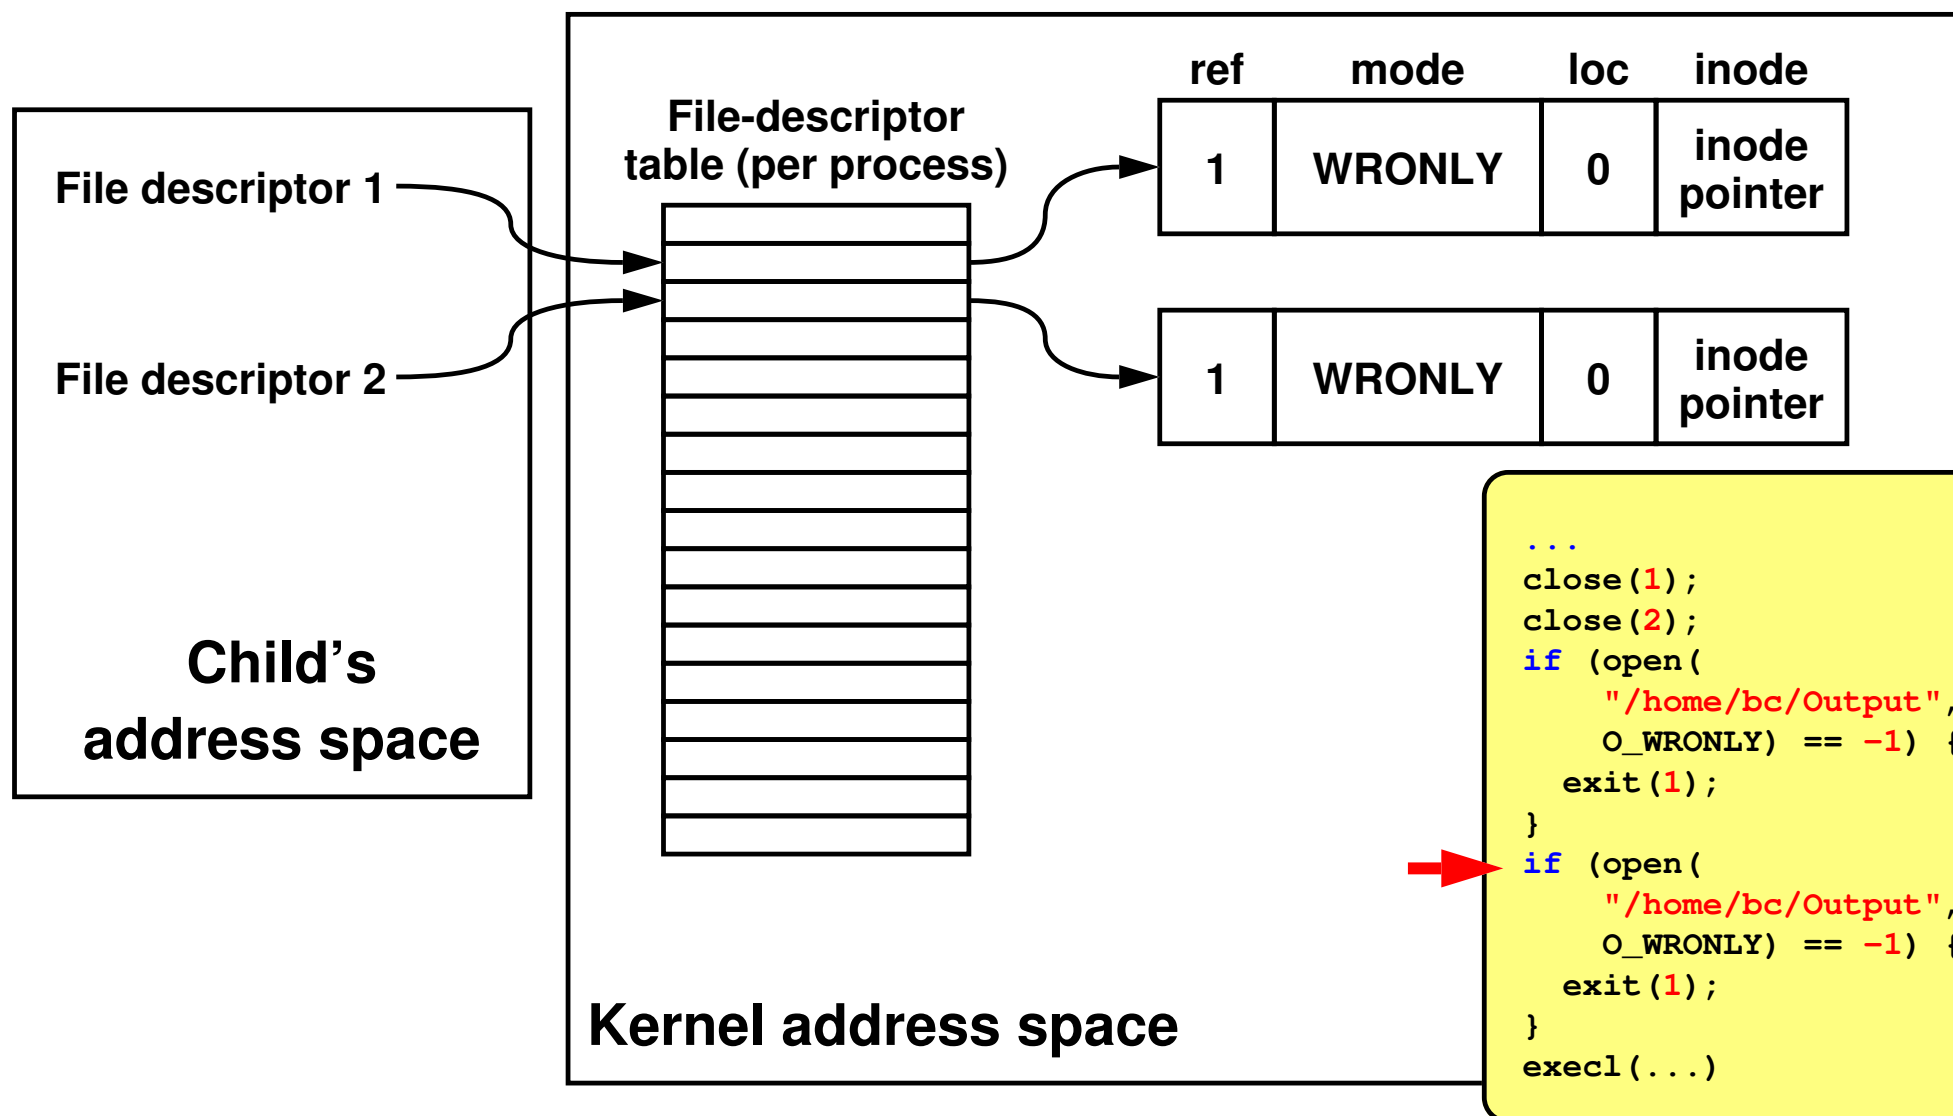 ref mode loc inode
File-descriptor
table (per process)
File descriptor 1
1 WRONLY 0 inode
pointer
File descriptor 2
1 WRONLY 0 inode
pointer
Child's
address space
...
close(1);
close(2);
if (open(
"/home/bc/Output",
O_WRONLY) == -1) {
exit(1);
}
if (open(
"/home/bc/Output",
O_WRONLY) == -1) {
exit(1);
}
execl(...)
Kernel address space